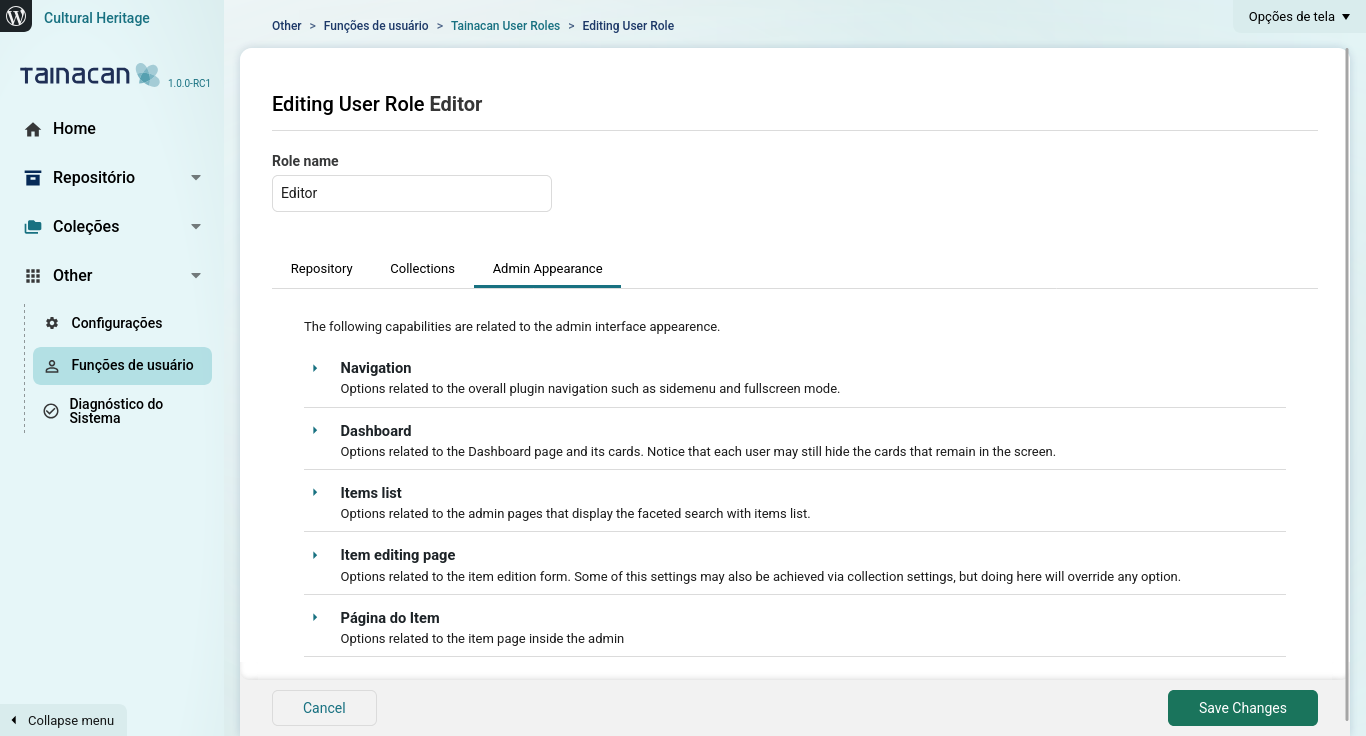 Cultural Heritage
Other > Funções de usuário > Tainacan User Roles > Editing User Role
Opções de tela
TAINACAN 1.0.0-RC1
Home
Repositório
Coleções
Other
Configurações
Funções de usuário
Diagnóstico do
Sistema
Collapse menu
Editing User Role Editor
Role name
Editor
Repository Collections Admin Appearance
The following capabilities are related to the admin interface appearence.
Navigation
Options related to the overall plugin navigation such as sidemenu and fullscreen mode.
Dashboard
Options related to the Dashboard page and its cards. Notice that each user may still hide the cards that remain in the screen.
Items list
Options related to the admin pages that display the faceted search with items list.
Item editing page
Options related to the item edition form. Some of this settings may also be achieved via collection settings, but doing here will override any option.
Página do Item
Options related to the item page inside the admin
Cancel
Save Changes